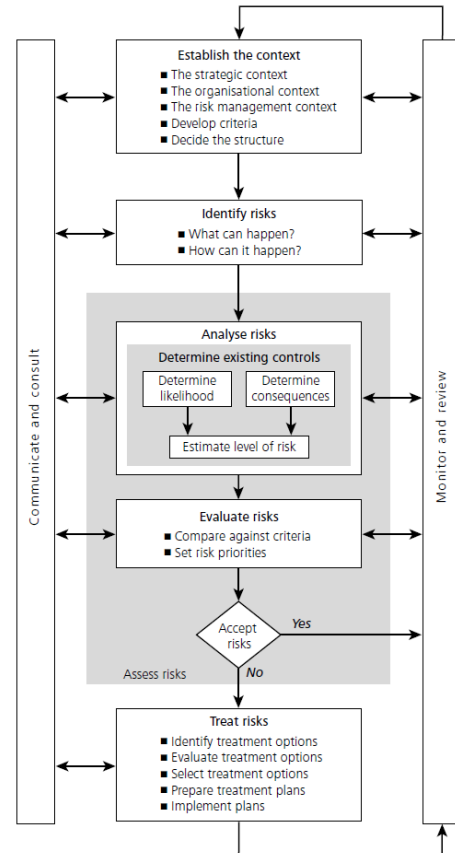 Establish the context
■ The strategic context
■ The organisational context
■ The risk management context
■ Develop criteria
■ Decide the structure
Identify risks
■ What can happen?
■ How can it happen?
Analyse risks
Determine existing controls
Determine
likelihood
Determine
consequences
Estimate level of risk
Evaluate risks
■ Compare against criteria
■ Set risk priorities
Accept
risks
Yes
No
Assess risks
Treat risks
■ Identify treatment options
■ Evaluate treatment options
■ Select treatment options
■ Prepare treatment plans
■ Implement plans
Communicate and consult
Monitor and review